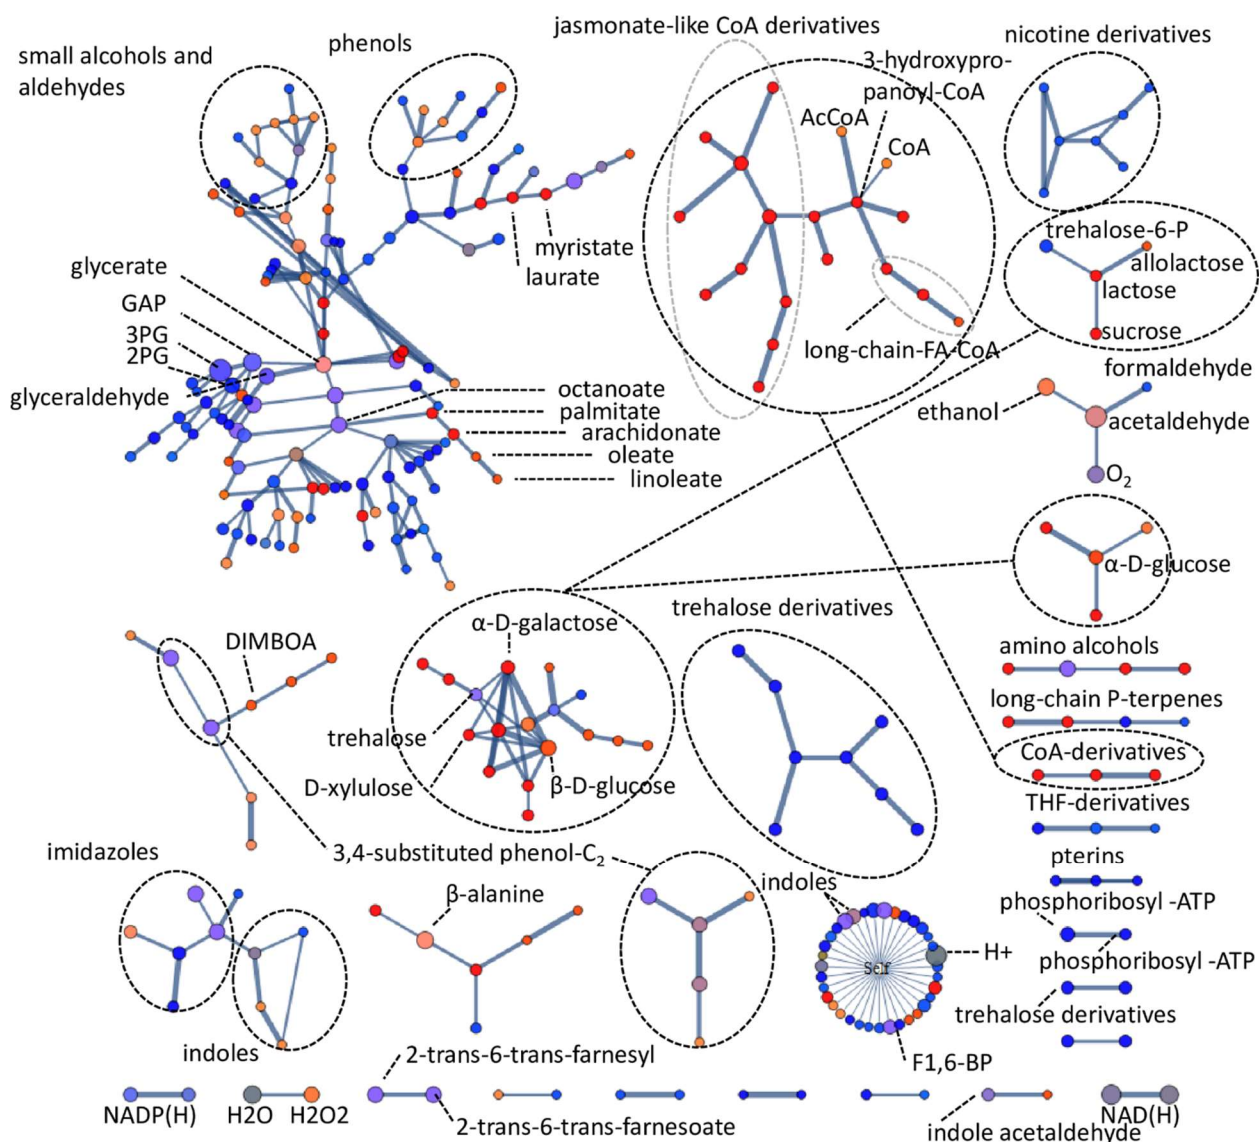 jasmonate-like CoA derivatives
small alcohols and
aldehydes
phenols
nicotine derivatives
3-hydroxypro-
panoyl-CoA
AcCoA
CoA
trehalose-6-P
allolactose
lactose
sucrose
myristate
laurate
glycerate
GAP
3PG
2PG
glyceraldehyde
long-chain-FA-CoA
formaldehyde
ethanol
acetaldehyde
O2
octanoate
palmitate
arachidonate
oleate
linoleate
α-D-glucose
DIMBOA
α-D-galactose
trehalose derivatives
amino alcohols
long-chain P-terpenes
CoA-derivatives
trehalose
D-xylulose
β-D-glucose
THF-derivatives
imidazoles
3,4-substituted phenol-C2
pterins
β-alanine
indoles
phosphoribosyl -ATP
Self
H+
phosphoribosyl -ATP
trehalose derivatives
indoles
2-trans-6-trans-farnesyl
F1,6-BP
NADP(H)
H2O
H2O2
2-trans-6-trans-farnesoate
indole acetaldehyde
NAD(H)